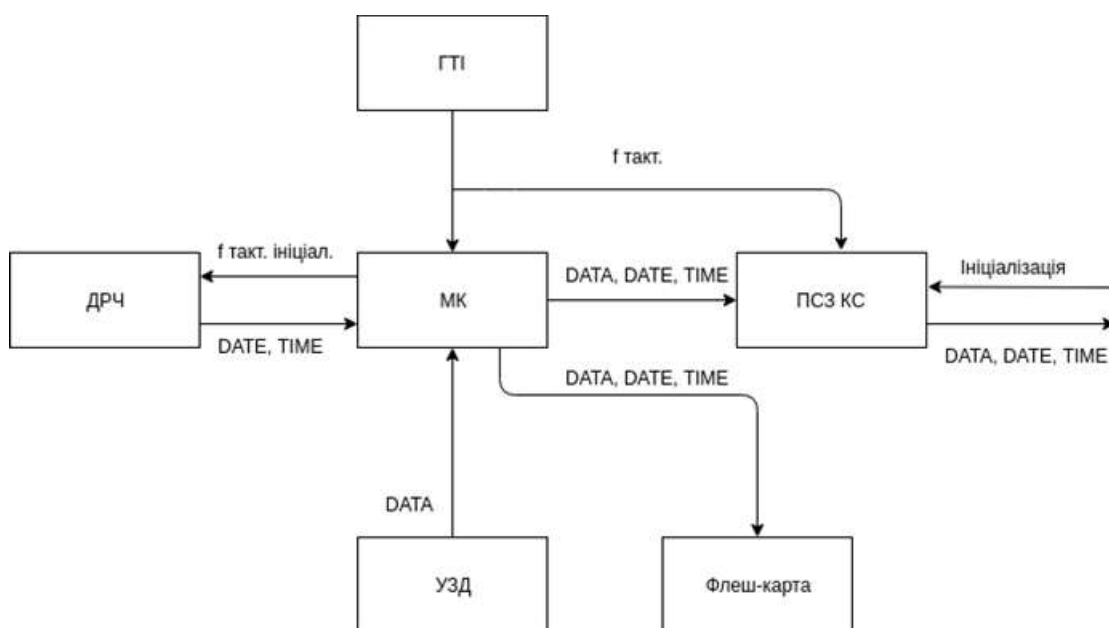 ГТІ
f такт.
f такт. ініціал.
ДРЧ
DATE, TIME
МК
DATA, DATE, TIME
ПСЗ КС
Ініціалізація
DATA, DATE, TIME
DATA, DATE, TIME
DATA
УЗД
Флеш-карта